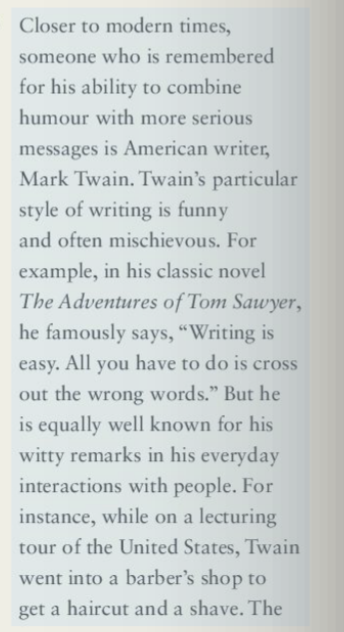 Closer to modern times,
someone who is remembered
for his ability to combine
humour with more serious
messages is American writer,
Mark Twain. Twain's particular
style of writing is funny
and often mischievous. For
example, in his classic novel
The Adventures of Tom Sawyer,
he famously says, “Writing is
easy. All you have to do is cross
out the wrong words.” But he
is equally well known for his
witty remarks in his everyday
interactions with people. For
instance, while on a lecturing
tour of the United States, Twain
went into a barber's shop to
get a haircut and a shave. The